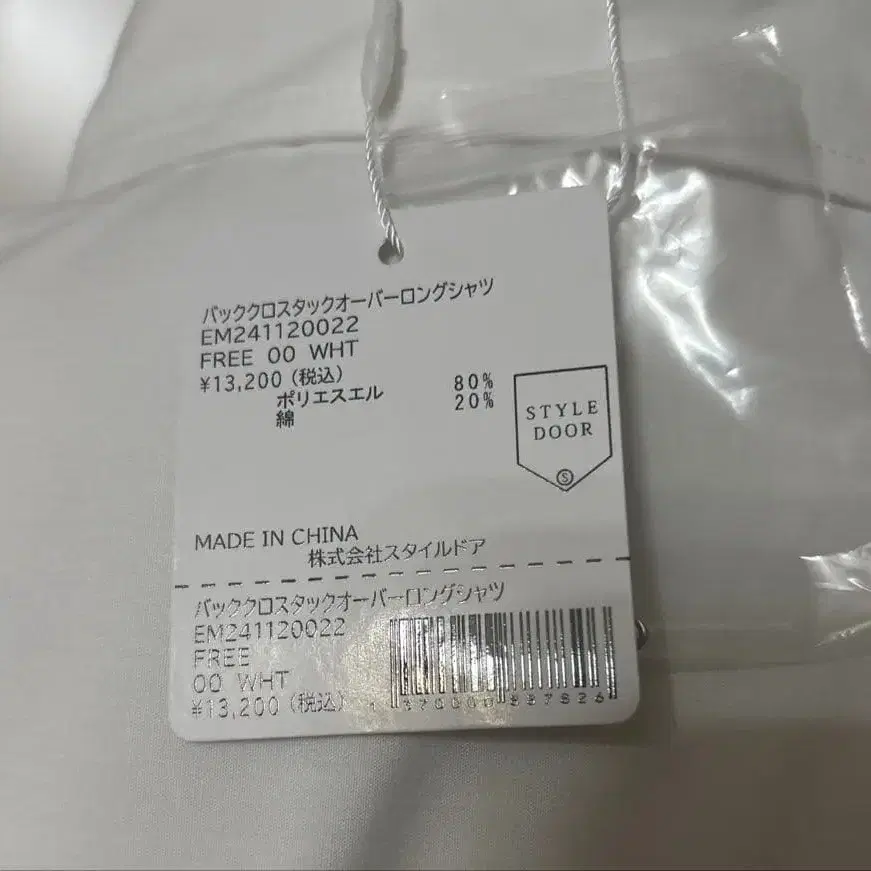 バッククロスタックオーバーロングシャツ
EM241120022
FREE 00 WHT
¥13,200 (税込)
ポリエスエル 80%
綿 20%
STYLE
DOOR
S
MADE IN CHINA
株式会社スタイルドア
バッククロスタックオーバーロングシャツ
EM241120022
FREE
00 WHT
¥13,200 (税込)